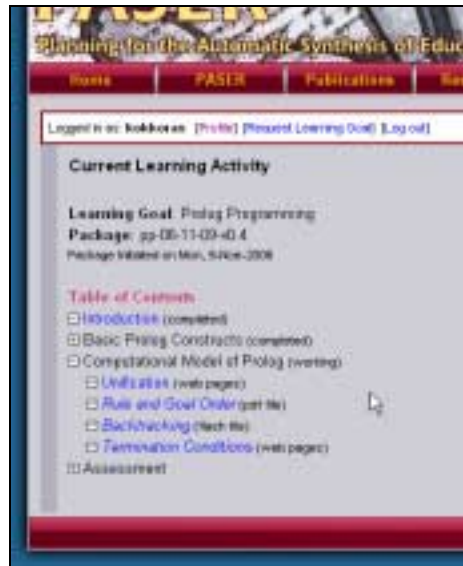 PASER
Planning for the Automatic Synthesis of Educ
Home PASER Publications
Logged in as: kokkoras [Profile] [Request Learning Goal] [Log out]
Current Learning Activity
Learning Goal: Prolog Programming
Package: pp-06-11-09-v0.4
Package Initiated on Mon, 9-Nov-2006
Table of Contents
Introduction (completed)
Basic Prolog Constructs (completed)
Computational Model of Prolog (working)
Unification (web pages)
Rule and Goal Order (pdf file)
Backtracking (flash file)
Termination Conditions (web pages)
Assessment